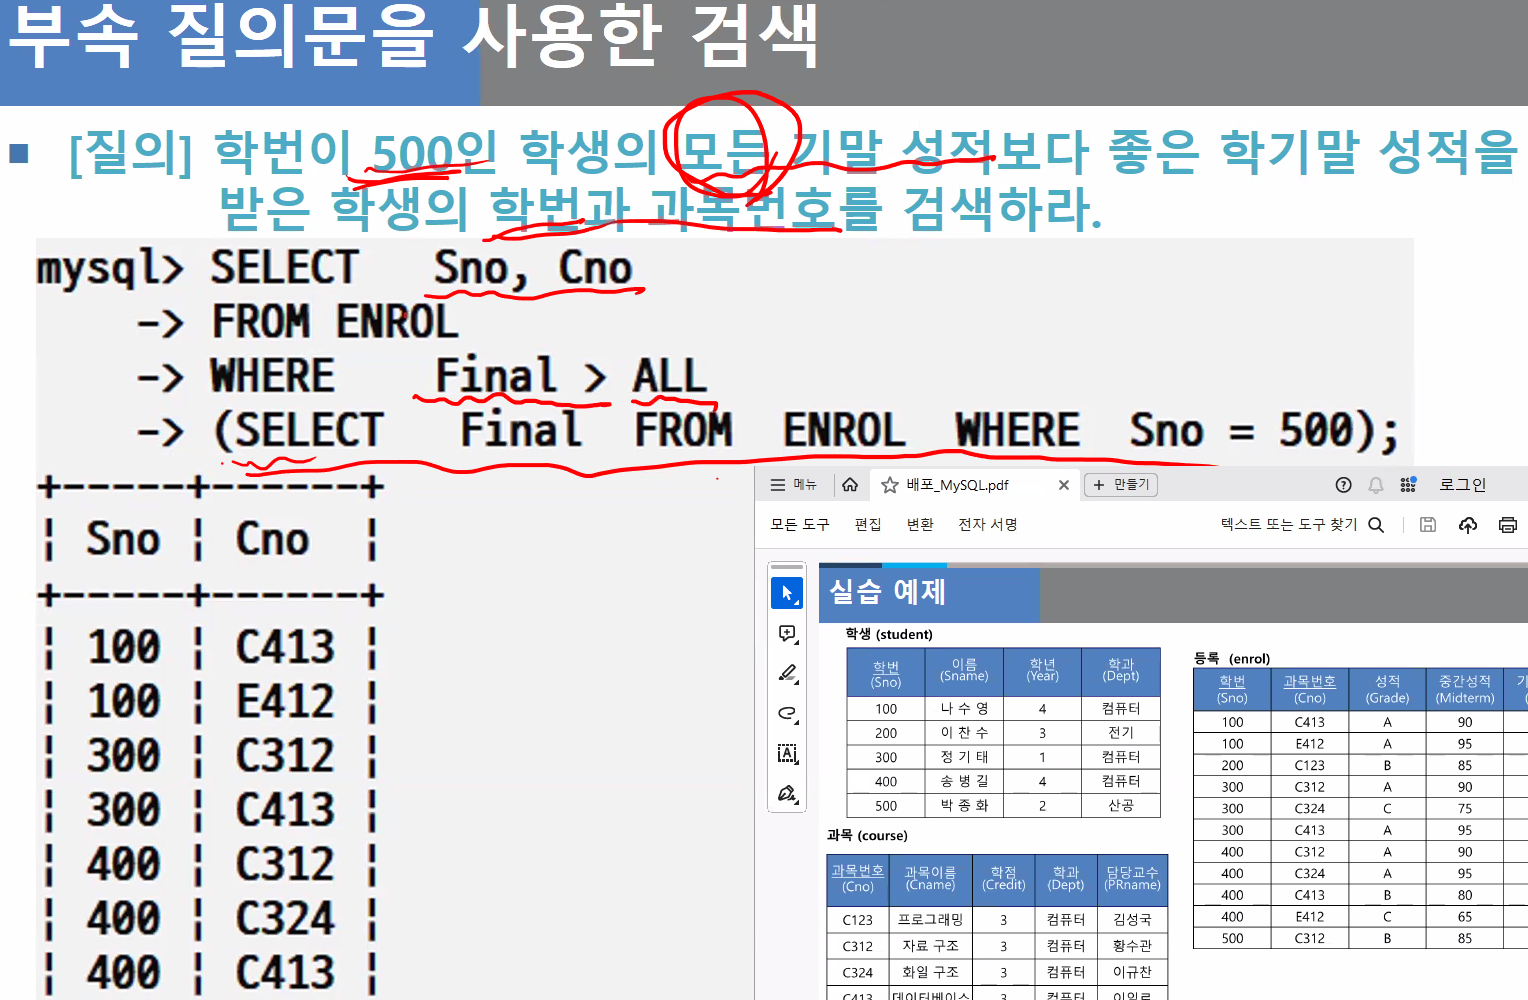 부속 질의문을 사용한 검색
[질의] 학번이 500인 학생의 모든 기말 성적보다 좋은 학기말 성적을
받은 학생의 학번과 과목번호를 검색하라.
mysql> SELECT Sno, Cno
-> FROM ENROL
-> WHERE Final > ALL
-> (SELECT Final FROM ENROL WHERE Sno = 500);
+-----+------+
¦ Sno ¦ Cno ¦
+-----+------+
¦ 100 ¦ C413 ¦
¦ 100 ¦ E412 ¦
¦ 300 ¦ C312 ¦
¦ 300 ¦ C413 ¦
¦ 400 ¦ C312 ¦
¦ 400 ¦ C324 ¦
¦ 400 ¦ C413 ¦
메뉴 배포_MySQL.pdf × + 만들기 로그인
모든 도구 편집 변환 전자 서명 텍스트 또는 도구 찾기
실습 예제
학생 (student)
학번 이름 학년 학과
(Sno) (Sname) (Year) (Dept)
100 나 수 영 4 컴퓨터
200 이 찬 수 3 전기
300 정 기 태 1 컴퓨터
400 송 병 길 4 컴퓨터
500 박 종 화 2 산공
과목 (course)
과목번호 과목이름 학점 학과 담당교수
(Cno) (Cname) (Credit) (Dept) (PRname)
C123 프로그래밍 3 컴퓨터 김성국
C312 자료 구조 3 컴퓨터 황수관
C324 화일 구조 3 컴퓨터 이규찬
C413 데이터베이스 3 컴퓨터 이일로
등록 (enrol)
학번 과목번호 성적 중간성적 기
(Sno) (Cno) (Grade) (Midterm) (
100 C413 A 90
100 E412 A 95
200 C123 B 85
300 C312 A 90
300 C324 C 75
300 C413 A 95
400 C312 A 90
400 C324 A 95
400 C413 B 80
400 E412 C 65
500 C312 B 85